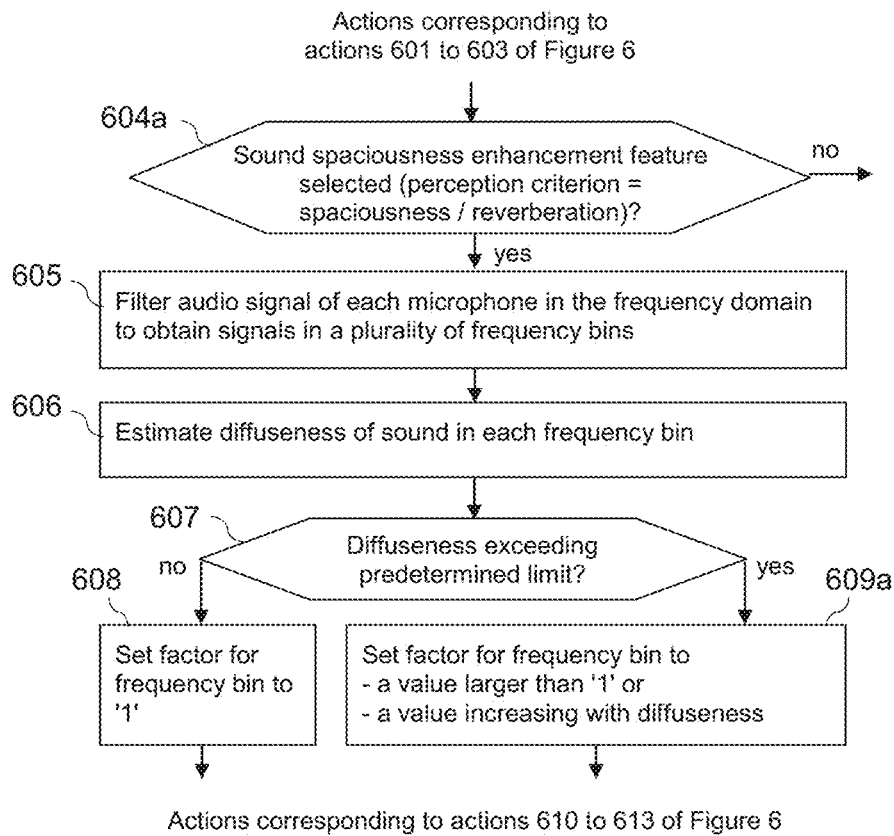 Actions corresponding to
actions 601 to 603 of Figure 6
604a
Sound spaciousness enhancement feature
selected (perception criterion =
spaciousness / reverberation)?
no
yes
605
Filter audio signal of each microphone in the frequency domain
to obtain signals in a plurality of frequency bins
606
Estimate diffuseness of sound in each frequency bin
607
Diffuseness exceeding
predetermined limit?
no
yes
608
609a
Set factor for
frequency bin to
'1'
Set factor for frequency bin to
- a value larger than '1' or
- a value increasing with diffuseness
Actions corresponding to actions 610 to 613 of Figure 6